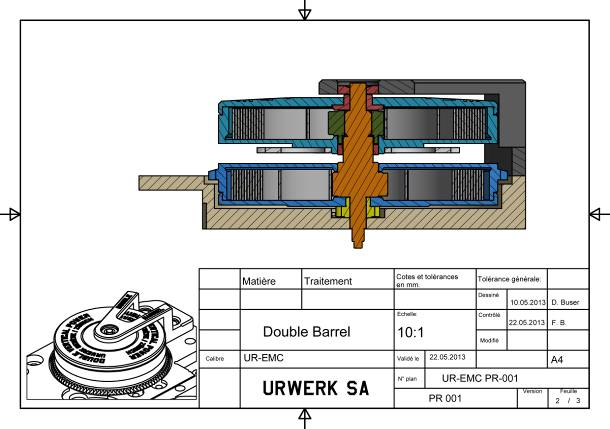 Matière
Traitement
Cotes et tolérances
en mm.
Tolérance générale:
Dessiné
10.05.2013
D. Buser
Echelle:
Double Barrel
10:1
Contrôlé
22.05.2013
F. B.
Modifié
Calibre
UR-EMC
Validé le
22.05.2013
A4
URWERK SA
N° plan
UR-EMC PR-001
PR 001
Version
Feuille
2 / 3